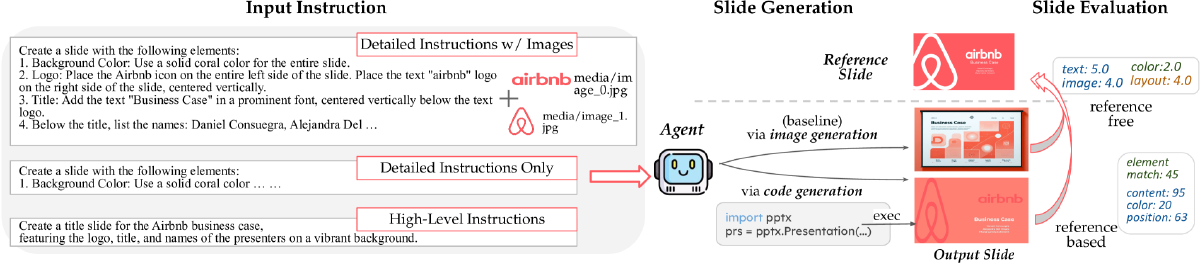 Input Instruction
Slide Generation
Slide Evaluation
Detailed Instructions w/ Images
Create a slide with the following elements:
1. Background Color: Use a solid coral color for the entire slide.
2. Logo: Place the Airbnb icon on the entire left side of the slide. Place the text "airbnb" logo
on the right side of the slide, centered vertically.
3. Title: Add the text "Business Case" in a prominent font, centered vertically below the text
logo.
4. Below the title, list the names: Daniel Consuegra, Alejandra Del …
airbnb
media/im
age_0.jpg
+
media/image_1.
jpg
Detailed Instructions Only
Create a slide with the following elements:
1. Background Color: Use a solid coral color … …
High-Level Instructions
Create a title slide for the Airbnb business case,
featuring the logo, title, and names of the presenters on a vibrant background.
Agent
Reference
Slide
airbnb
Business Case
(baseline)
via image generation
Business Case
via code generation
import pptx
prs = pptx.Presentation(…)
exec
airbnb
Business Case
Output Slide
text: 5.0
color:2.0
image: 4.0
layout: 4.0
reference
free
element
match: 45
content: 95
color: 20
position: 63
reference
based